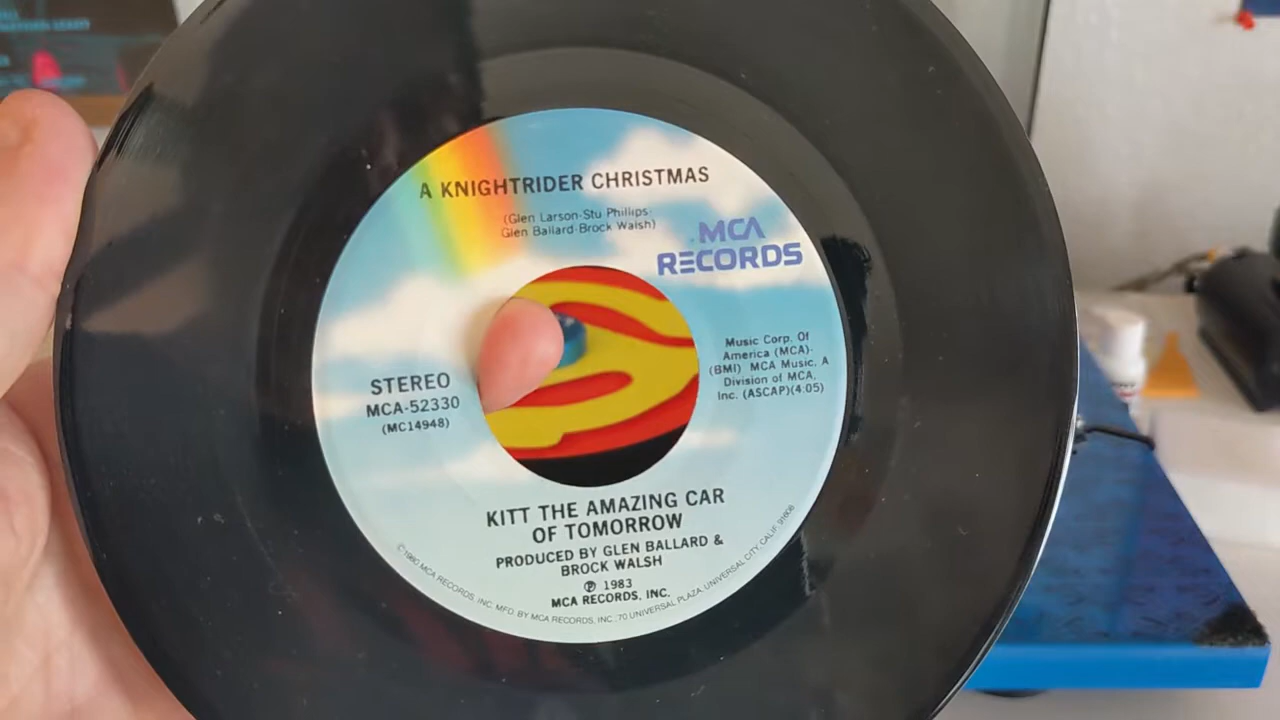 A KNIGHTRIDER CHRISTMAS
(Glen Larson-Stu Phillips-
Glen Ballard-Brock Walsh)
MCA
RECORDS
STEREO
MCA-52330
(MC14948)
Music Corp. Of
America (MCA)-
(BMI) MCA Music, A
Division of MCA,
Inc. (ASCAP)(4:05)
KITT THE AMAZING CAR
OF TOMORROW
PRODUCED BY GLEN BALLARD &
BROCK WALSH
℗ 1983
MCA RECORDS, INC.
©1980 MCA RECORDS, INC. MFD. BY MCA RECORDS, INC., 70 UNIVERSAL PLAZA, UNIVERSAL CITY, CALIF. 91608